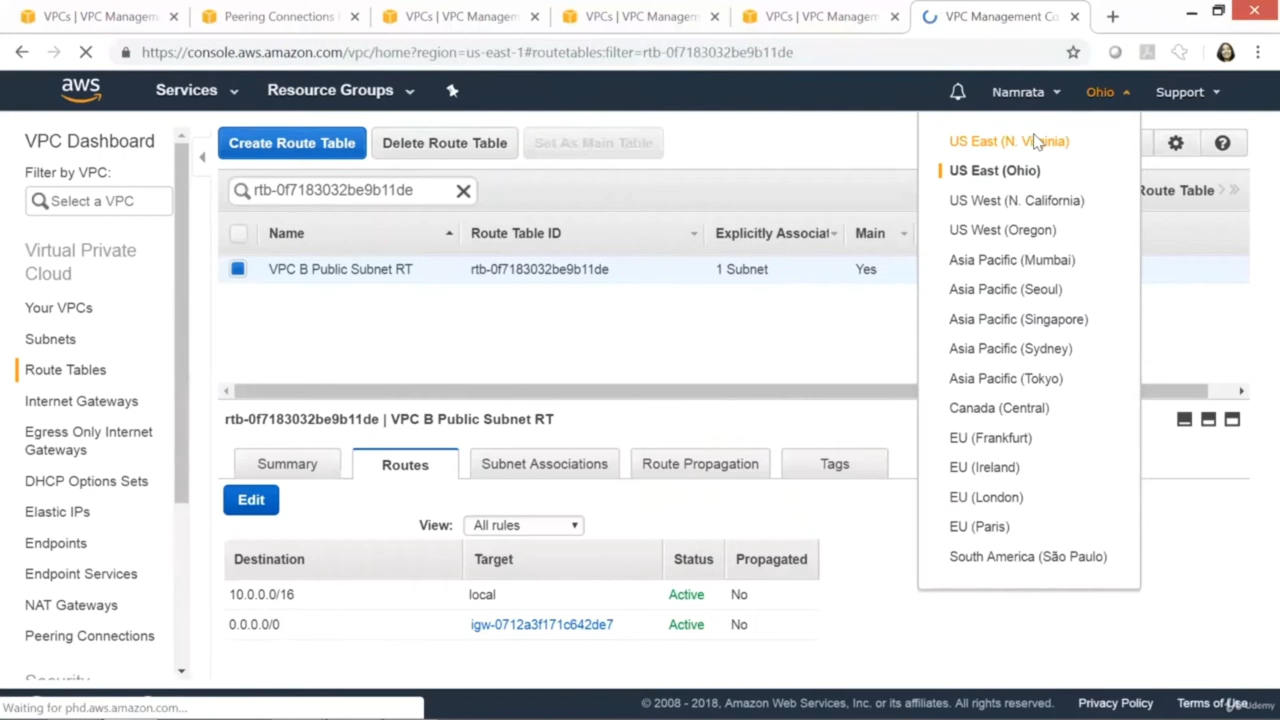 VPCs | VPC Managem
Peering Connections
VPCs | VPC Managem
VPCs | VPC Managem
VPCs | VPC Managem
VPC Management Co
https://console.aws.amazon.com/vpc/home?region=us-east-1#routetables:filter=rtb-0f7183032be9b11de
aws
Services
Resource Groups
Namrata
Ohio
Support
VPC Dashboard
Filter by VPC:
Select a VPC
Virtual Private
Cloud
Your VPCs
Subnets
Route Tables
Internet Gateways
Egress Only Internet
Gateways
DHCP Options Sets
Elastic IPs
Endpoints
Endpoint Services
NAT Gateways
Peering Connections
Create Route Table
Delete Route Table
Set As Main Table
rtb-0f7183032be9b11de
Route Table
Name
Route Table ID
Explicitly Associat
Main
VPC B Public Subnet RT
rtb-0f7183032be9b11de
1 Subnet
Yes
US East (N. Virginia)
US East (Ohio)
US West (N. California)
US West (Oregon)
Asia Pacific (Mumbai)
Asia Pacific (Seoul)
Asia Pacific (Singapore)
Asia Pacific (Sydney)
Asia Pacific (Tokyo)
Canada (Central)
EU (Frankfurt)
EU (Ireland)
EU (London)
EU (Paris)
South America (São Paulo)
rtb-0f7183032be9b11de | VPC B Public Subnet RT
Summary
Routes
Subnet Associations
Route Propagation
Tags
Edit
View:
All rules
Destination
Target
Status
Propagated
10.0.0.0/16
local
Active
No
0.0.0.0/0
igw-0712a3f171c642de7
Active
No
Waiting for phd.aws.amazon.com...
© 2008 - 2018, Amazon Web Services, Inc. or its affiliates. All rights reserved.
Privacy Policy
Terms of
Udemy